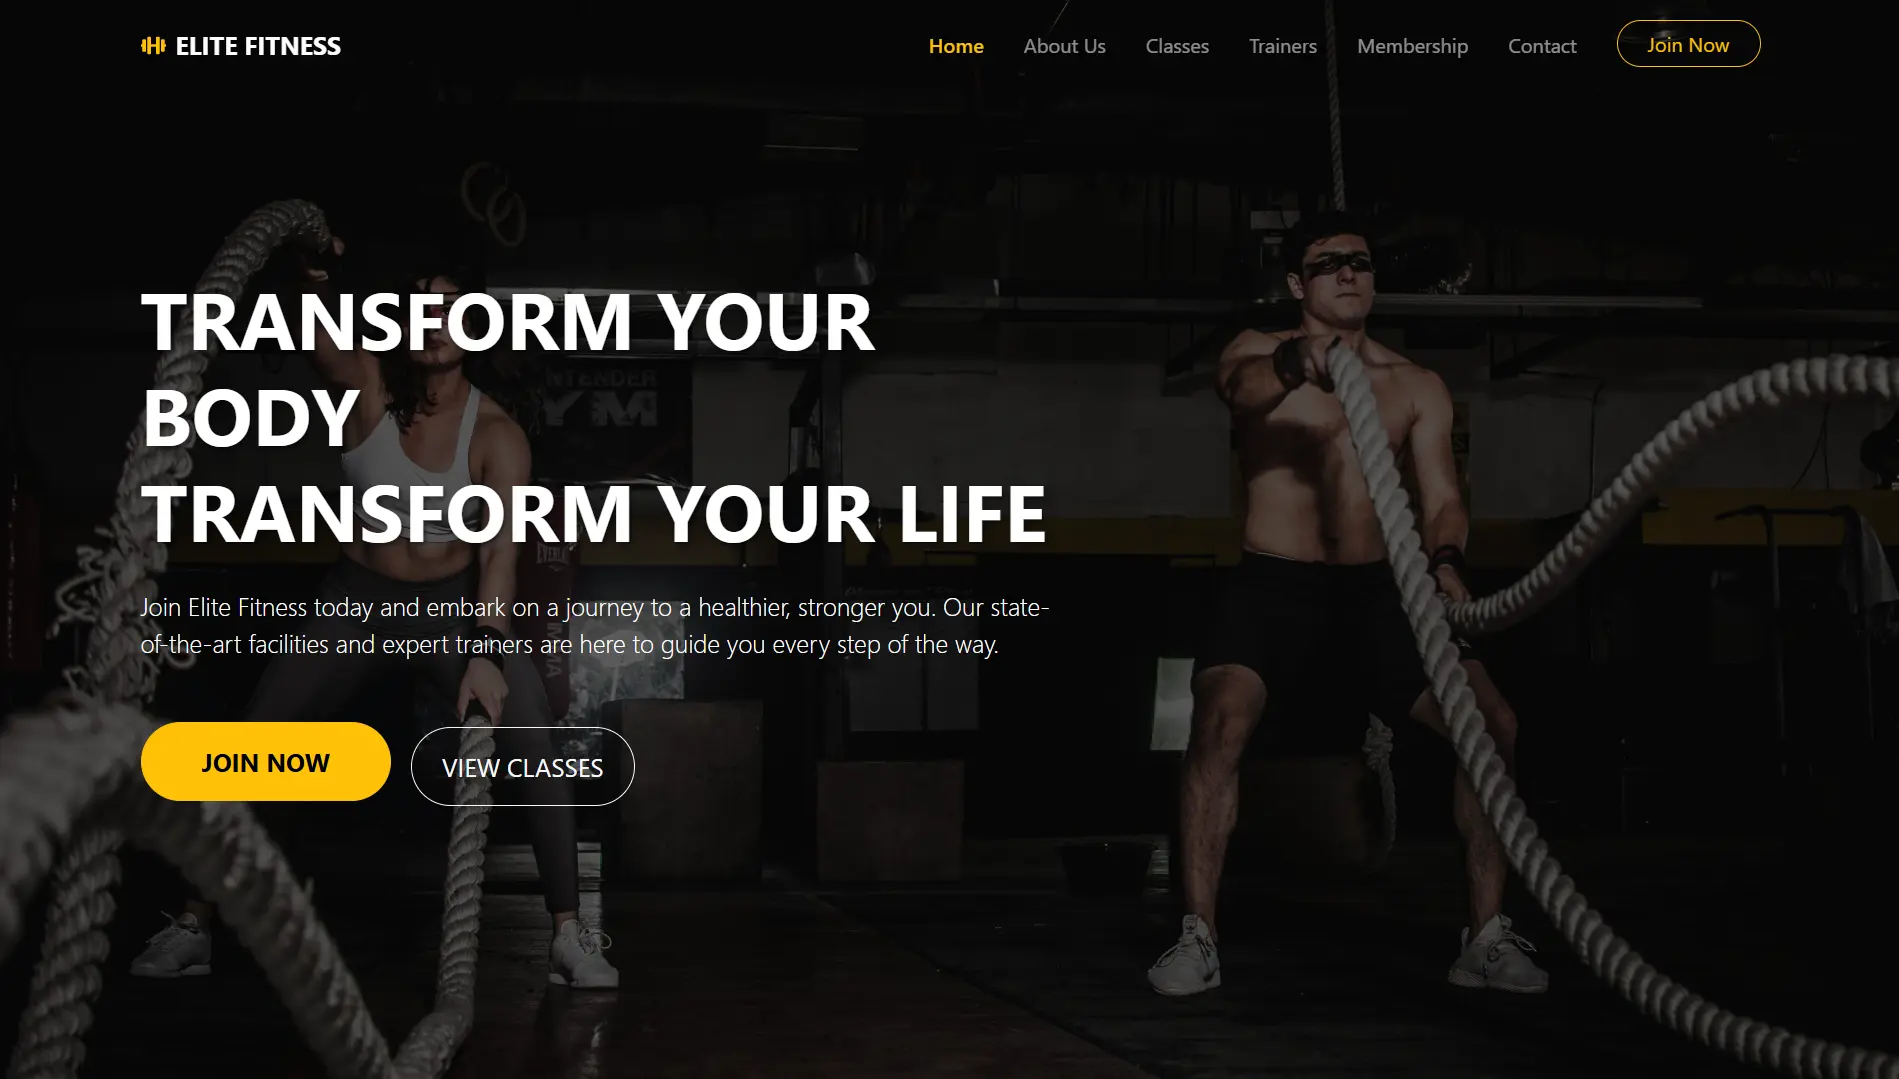 ELITE FITNESS
Home About Us Classes Trainers Membership Contact Join Now
TRANSFORM YOUR
BODY
TRANSFORM YOUR LIFE
Join Elite Fitness today and embark on a journey to a healthier, stronger you. Our state-
of-the-art facilities and expert trainers are here to guide you every step of the way.
JOIN NOW
VIEW CLASSES